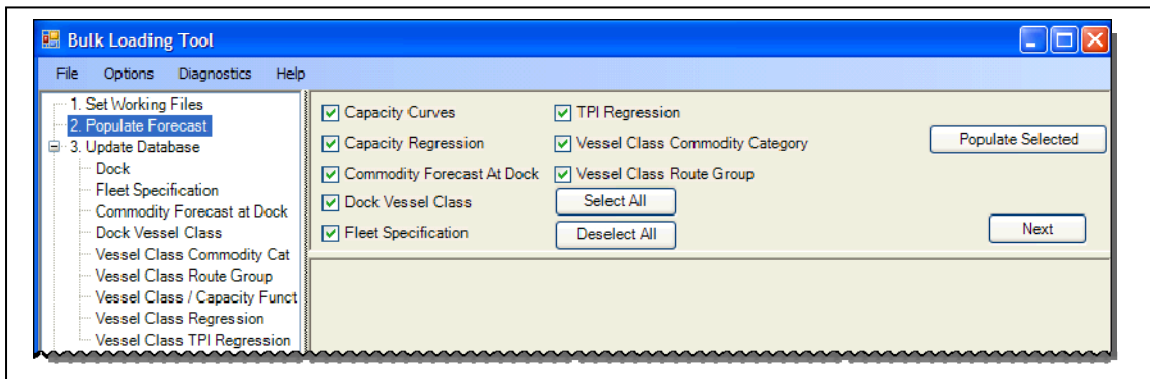 Bulk Loading Tool
File Options Diagnostics Help
1. Set Working Files
2. Populate Forecast
3. Update Database
Dock
Fleet Specification
Commodity Forecast at Dock
Dock Vessel Class
Vessel Class Commodity Cat
Vessel Class Route Group
Vessel Class / Capacity Funct
Vessel Class Regression
Vessel Class TPI Regression
Capacity Curves TPI Regression
Capacity Regression Vessel Class Commodity Category Populate Selected
Commodity Forecast At Dock Vessel Class Route Group
Dock Vessel Class Select All
Fleet Specification Deselect All Next